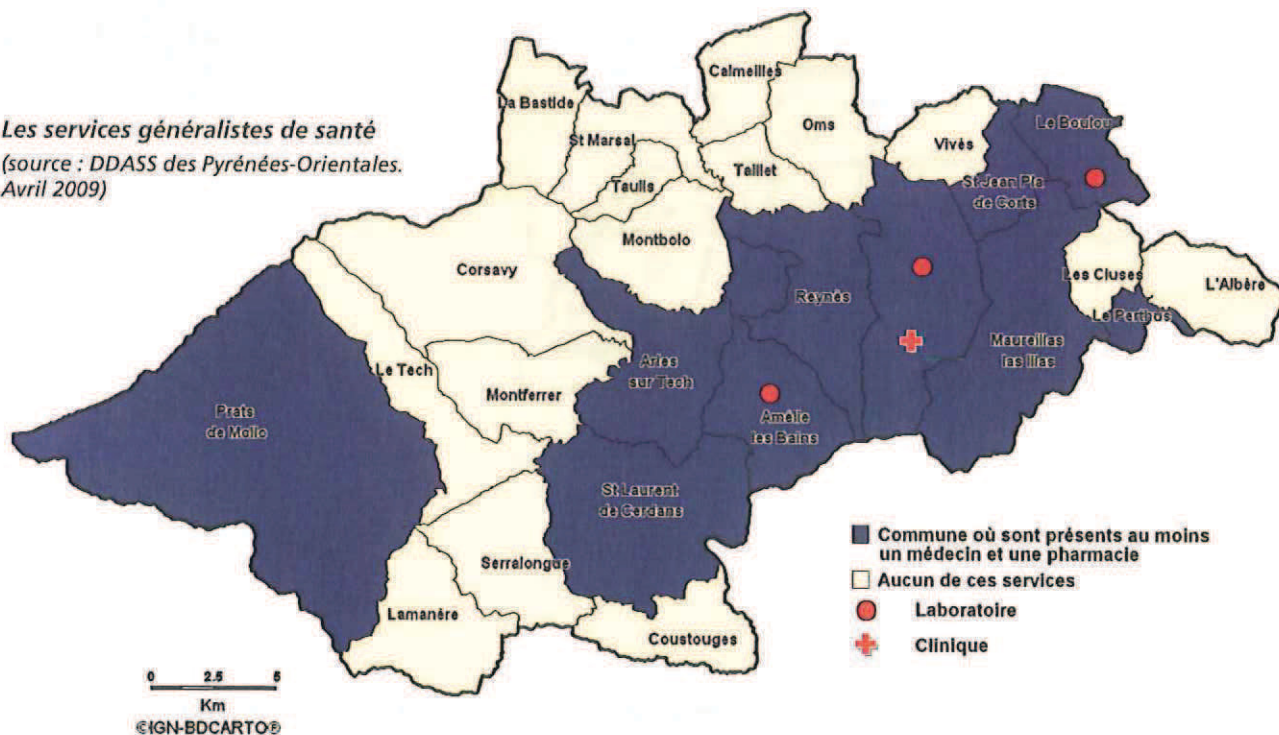 Les services généralistes de santé
(source : DDASS des Pyrénées-Orientales.
Avril 2009)
Calmeilles
La Bastide
Oms
Le Boulou
St Marsal
Vivès
Taillet
Taulis
St Jean Pla
de Corts
Montbolo
Corsavy
Les Cluses
L'Albère
Reynès
Le Perthos
Maureillas
las Illas
Arles
sur Tech
Le Tech
Montferrer
Prats
de Mollo
Amélie
les Bains
St Laurent
de Cerdans
Serralongue
Lamanère
Coustouges
Commune où sont présents au moins
un médecin et une pharmacie
Aucun de ces services
Laboratoire
Clinique
0 2.5 5
Km
©IGN-BDCARTO®